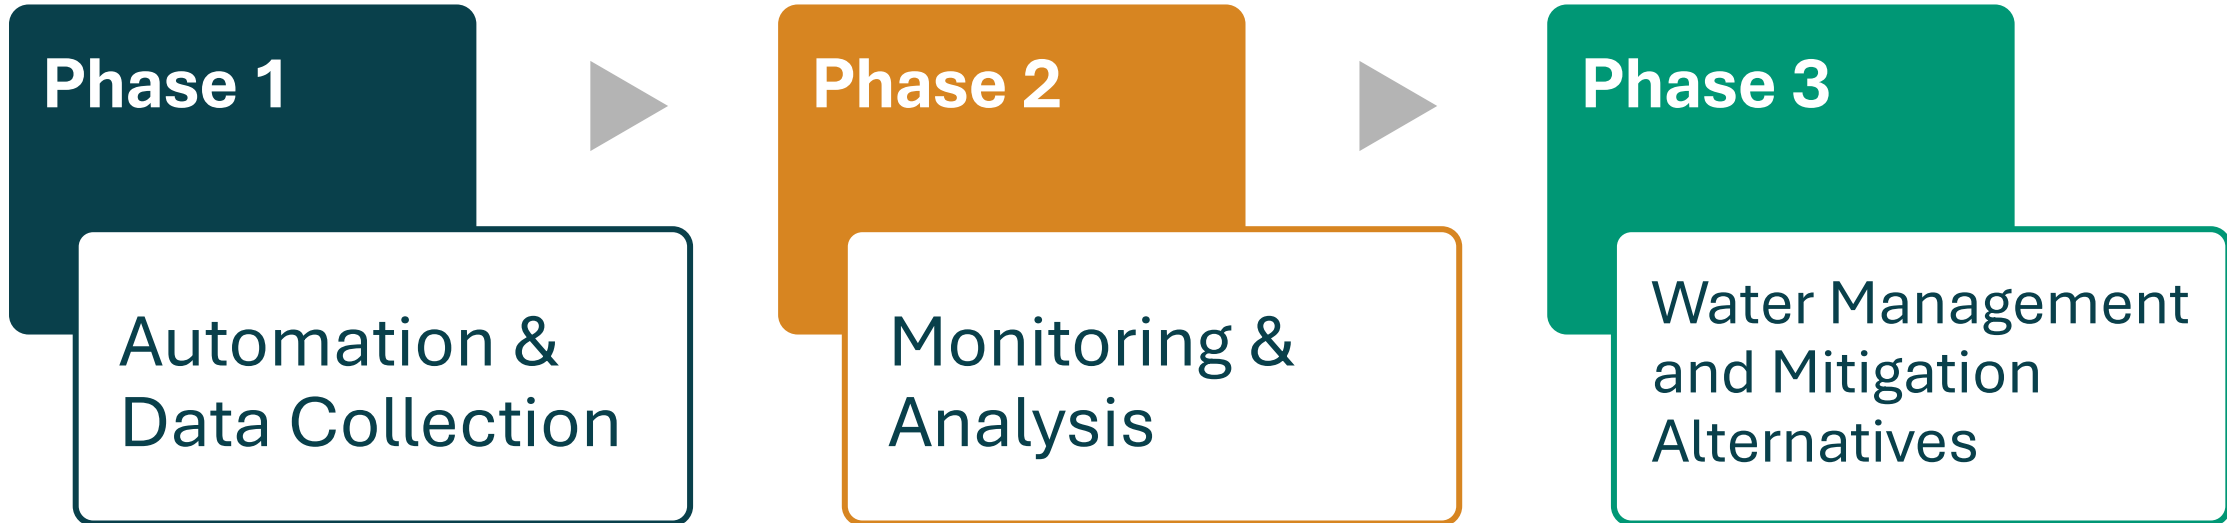 Phase 1
Automation &
Data Collection
Phase 2
Monitoring &
Analysis
Phase 3
Water Management
and Mitigation
Alternatives